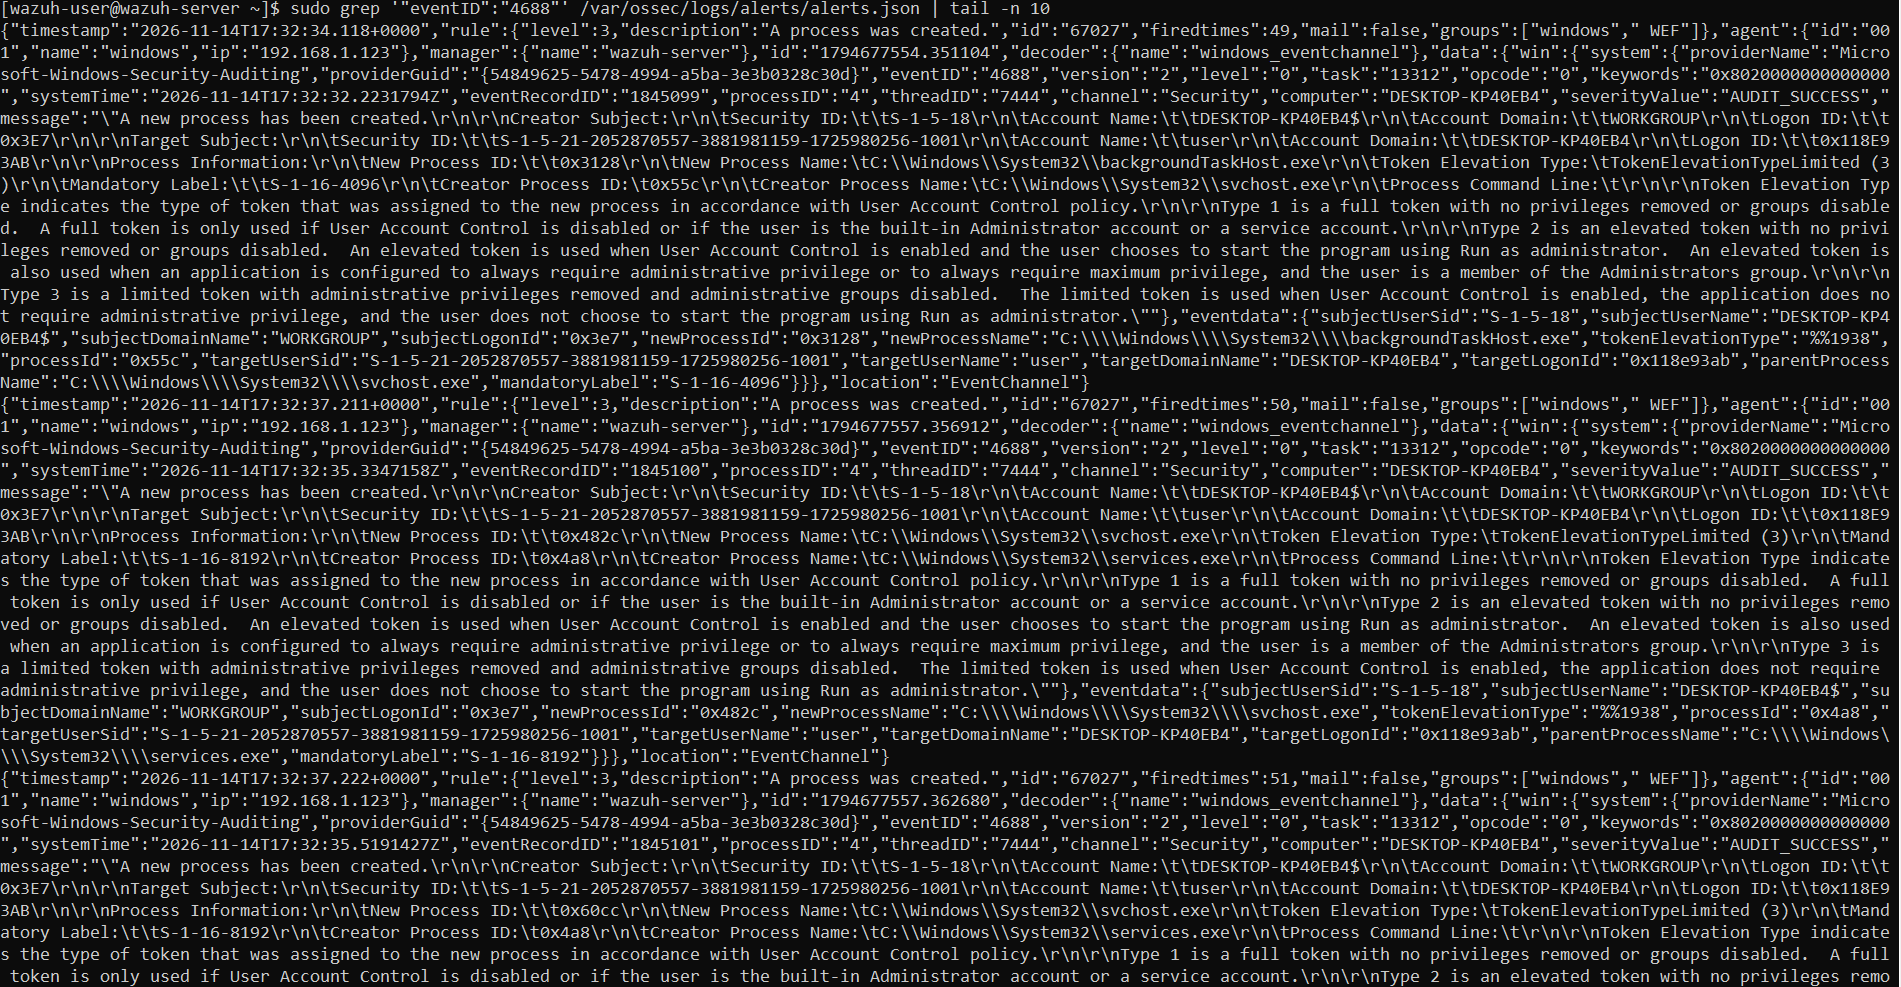 [wazuh-user@wazuh-server ~]$ sudo grep '"eventID":"4688"' /var/ossec/logs/alerts/alerts.json | tail -n 10
{"timestamp":"2026-11-14T17:32:34.118+0000","rule":{"level":3,"description":"A process was created.","id":"67027","firedtimes":49,"mail":false,"groups":["windows"," WEF"]},"agent":{"id":"00
1","name":"windows","ip":"192.168.1.123"},"manager":{"name":"wazuh-server"},"id":"1794677554.351104","decoder":{"name":"windows_eventchannel"},"data":{"win":{"system":{"providerName":"Micro
soft-Windows-Security-Auditing","providerGuid":"{54849625-5478-4994-a5ba-3e3b0328c30d}","eventID":"4688","version":"2","level":"0","task":"13312","opcode":"0","keywords":"0x8020000000000000
","systemTime":"2026-11-14T17:32:32.2231794Z","eventRecordID":"1845099","processID":"4","threadID":"7444","channel":"Security","computer":"DESKTOP-KP40EB4","severityValue":"AUDIT_SUCCESS","
message":"\"A new process has been created.\r\n\r\nCreator Subject:\r\n\tSecurity ID:\t\tS-1-5-18\r\n\tAccount Name:\t\tDESKTOP-KP40EB4$\r\n\tAccount Domain:\t\tWORKGROUP\r\n\tLogon ID:\t\t
0x3E7\r\n\r\nTarget Subject:\r\n\tSecurity ID:\t\tS-1-5-21-2052870557-3881981159-1725980256-1001\r\n\tAccount Name:\t\tuser\r\n\tAccount Domain:\t\tDESKTOP-KP40EB4\r\n\tLogon ID:\t\t0x118E9
3AB\r\n\r\nProcess Information:\r\n\tNew Process ID:\t\t0x3128\r\n\tNew Process Name:\tC:\\Windows\\System32\\backgroundTaskHost.exe\r\n\tToken Elevation Type:\tTokenElevationTypeLimited (3
)\r\n\tMandatory Label:\t\tS-1-16-4096\r\n\tCreator Process ID:\t0x55c\r\n\tCreator Process Name:\tC:\\Windows\\System32\\svchost.exe\r\n\tProcess Command Line:\t\r\n\r\nToken Elevation Typ
e indicates the type of token that was assigned to the new process in accordance with User Account Control policy.\r\n\r\nType 1 is a full token with no privileges removed or groups disable
d.  A full token is only used if User Account Control is disabled or if the user is the built-in Administrator account or a service account.\r\n\r\nType 2 is an elevated token with no privi
leges removed or groups disabled.  An elevated token is used when User Account Control is enabled and the user chooses to start the program using Run as administrator.  An elevated token is
 also used when an application is configured to always require administrative privilege or to always require maximum privilege, and the user is a member of the Administrators group.\r\n\r\n
Type 3 is a limited token with administrative privileges removed and administrative groups disabled.  The limited token is used when User Account Control is enabled, the application does no
t require administrative privilege, and the user does not choose to start the program using Run as administrator.\""},"eventdata":{"subjectUserSid":"S-1-5-18","subjectUserName":"DESKTOP-KP4
0EB4$","subjectDomainName":"WORKGROUP","subjectLogonId":"0x3e7","newProcessId":"0x3128","newProcessName":"C:\\\\Windows\\\\System32\\\\backgroundTaskHost.exe","tokenElevationType":"%%1938",
"processId":"0x55c","targetUserSid":"S-1-5-21-2052870557-3881981159-1725980256-1001","targetUserName":"user","targetDomainName":"DESKTOP-KP40EB4","targetLogonId":"0x118e93ab","parentProcess
Name":"C:\\\\Windows\\\\System32\\\\svchost.exe","mandatoryLabel":"S-1-16-4096"}}},"location":"EventChannel"}
{"timestamp":"2026-11-14T17:32:37.211+0000","rule":{"level":3,"description":"A process was created.","id":"67027","firedtimes":50,"mail":false,"groups":["windows"," WEF"]},"agent":{"id":"00
1","name":"windows","ip":"192.168.1.123"},"manager":{"name":"wazuh-server"},"id":"1794677557.356912","decoder":{"name":"windows_eventchannel"},"data":{"win":{"system":{"providerName":"Micro
soft-Windows-Security-Auditing","providerGuid":"{54849625-5478-4994-a5ba-3e3b0328c30d}","eventID":"4688","version":"2","level":"0","task":"13312","opcode":"0","keywords":"0x8020000000000000
","systemTime":"2026-11-14T17:32:35.3347158Z","eventRecordID":"1845100","processID":"4","threadID":"7444","channel":"Security","computer":"DESKTOP-KP40EB4","severityValue":"AUDIT_SUCCESS","
message":"\"A new process has been created.\r\n\r\nCreator Subject:\r\n\tSecurity ID:\t\tS-1-5-18\r\n\tAccount Name:\t\tDESKTOP-KP40EB4$\r\n\tAccount Domain:\t\tWORKGROUP\r\n\tLogon ID:\t\t
0x3E7\r\n\r\nTarget Subject:\r\n\tSecurity ID:\t\tS-1-5-21-2052870557-3881981159-1725980256-1001\r\n\tAccount Name:\t\tuser\r\n\tAccount Domain:\t\tDESKTOP-KP40EB4\r\n\tLogon ID:\t\t0x118E9
3AB\r\n\r\nProcess Information:\r\n\tNew Process ID:\t\t0x482c\r\n\tNew Process Name:\tC:\\Windows\\System32\\svchost.exe\r\n\tToken Elevation Type:\tTokenElevationTypeLimited (3)\r\n\tMand
atory Label:\t\tS-1-16-8192\r\n\tCreator Process ID:\t0x4a8\r\n\tCreator Process Name:\tC:\\Windows\\System32\\services.exe\r\n\tProcess Command Line:\t\r\n\r\nToken Elevation Type indicate
s the type of token that was assigned to the new process in accordance with User Account Control policy.\r\n\r\nType 1 is a full token with no privileges removed or groups disabled.  A full
 token is only used if User Account Control is disabled or if the user is the built-in Administrator account or a service account.\r\n\r\nType 2 is an elevated token with no privileges remo
ved or groups disabled.  An elevated token is used when User Account Control is enabled and the user chooses to start the program using Run as administrator.  An elevated token is also used
 when an application is configured to always require administrative privilege or to always require maximum privilege, and the user is a member of the Administrators group.\r\n\r\nType 3 is
a limited token with administrative privileges removed and administrative groups disabled.  The limited token is used when User Account Control is enabled, the application does not require
administrative privilege, and the user does not choose to start the program using Run as administrator.\""},"eventdata":{"subjectUserSid":"S-1-5-18","subjectUserName":"DESKTOP-KP40EB4$","su
bjectDomainName":"WORKGROUP","subjectLogonId":"0x3e7","newProcessId":"0x482c","newProcessName":"C:\\\\Windows\\\\System32\\\\svchost.exe","tokenElevationType":"%%1938","processId":"0x4a8","
targetUserSid":"S-1-5-21-2052870557-3881981159-1725980256-1001","targetUserName":"user","targetDomainName":"DESKTOP-KP40EB4","targetLogonId":"0x118e93ab","parentProcessName":"C:\\\\Windows\
\\\System32\\\\services.exe","mandatoryLabel":"S-1-16-8192"}}},"location":"EventChannel"}
{"timestamp":"2026-11-14T17:32:37.222+0000","rule":{"level":3,"description":"A process was created.","id":"67027","firedtimes":51,"mail":false,"groups":["windows"," WEF"]},"agent":{"id":"00
1","name":"windows","ip":"192.168.1.123"},"manager":{"name":"wazuh-server"},"id":"1794677557.362680","decoder":{"name":"windows_eventchannel"},"data":{"win":{"system":{"providerName":"Micro
soft-Windows-Security-Auditing","providerGuid":"{54849625-5478-4994-a5ba-3e3b0328c30d}","eventID":"4688","version":"2","level":"0","task":"13312","opcode":"0","keywords":"0x8020000000000000
","systemTime":"2026-11-14T17:32:35.5191427Z","eventRecordID":"1845101","processID":"4","threadID":"7444","channel":"Security","computer":"DESKTOP-KP40EB4","severityValue":"AUDIT_SUCCESS","
message":"\"A new process has been created.\r\n\r\nCreator Subject:\r\n\tSecurity ID:\t\tS-1-5-18\r\n\tAccount Name:\t\tDESKTOP-KP40EB4$\r\n\tAccount Domain:\t\tWORKGROUP\r\n\tLogon ID:\t\t
0x3E7\r\n\r\nTarget Subject:\r\n\tSecurity ID:\t\tS-1-5-21-2052870557-3881981159-1725980256-1001\r\n\tAccount Name:\t\tuser\r\n\tAccount Domain:\t\tDESKTOP-KP40EB4\r\n\tLogon ID:\t\t0x118E9
3AB\r\n\r\nProcess Information:\r\n\tNew Process ID:\t\t0x60cc\r\n\tNew Process Name:\tC:\\Windows\\System32\\svchost.exe\r\n\tToken Elevation Type:\tTokenElevationTypeLimited (3)\r\n\tMand
atory Label:\t\tS-1-16-8192\r\n\tCreator Process ID:\t0x4a8\r\n\tCreator Process Name:\tC:\\Windows\\System32\\services.exe\r\n\tProcess Command Line:\t\r\n\r\nToken Elevation Type indicate
s the type of token that was assigned to the new process in accordance with User Account Control policy.\r\n\r\nType 1 is a full token with no privileges removed or groups disabled.  A full
 token is only used if User Account Control is disabled or if the user is the built-in Administrator account or a service account.\r\n\r\nType 2 is an elevated token with no privileges remo